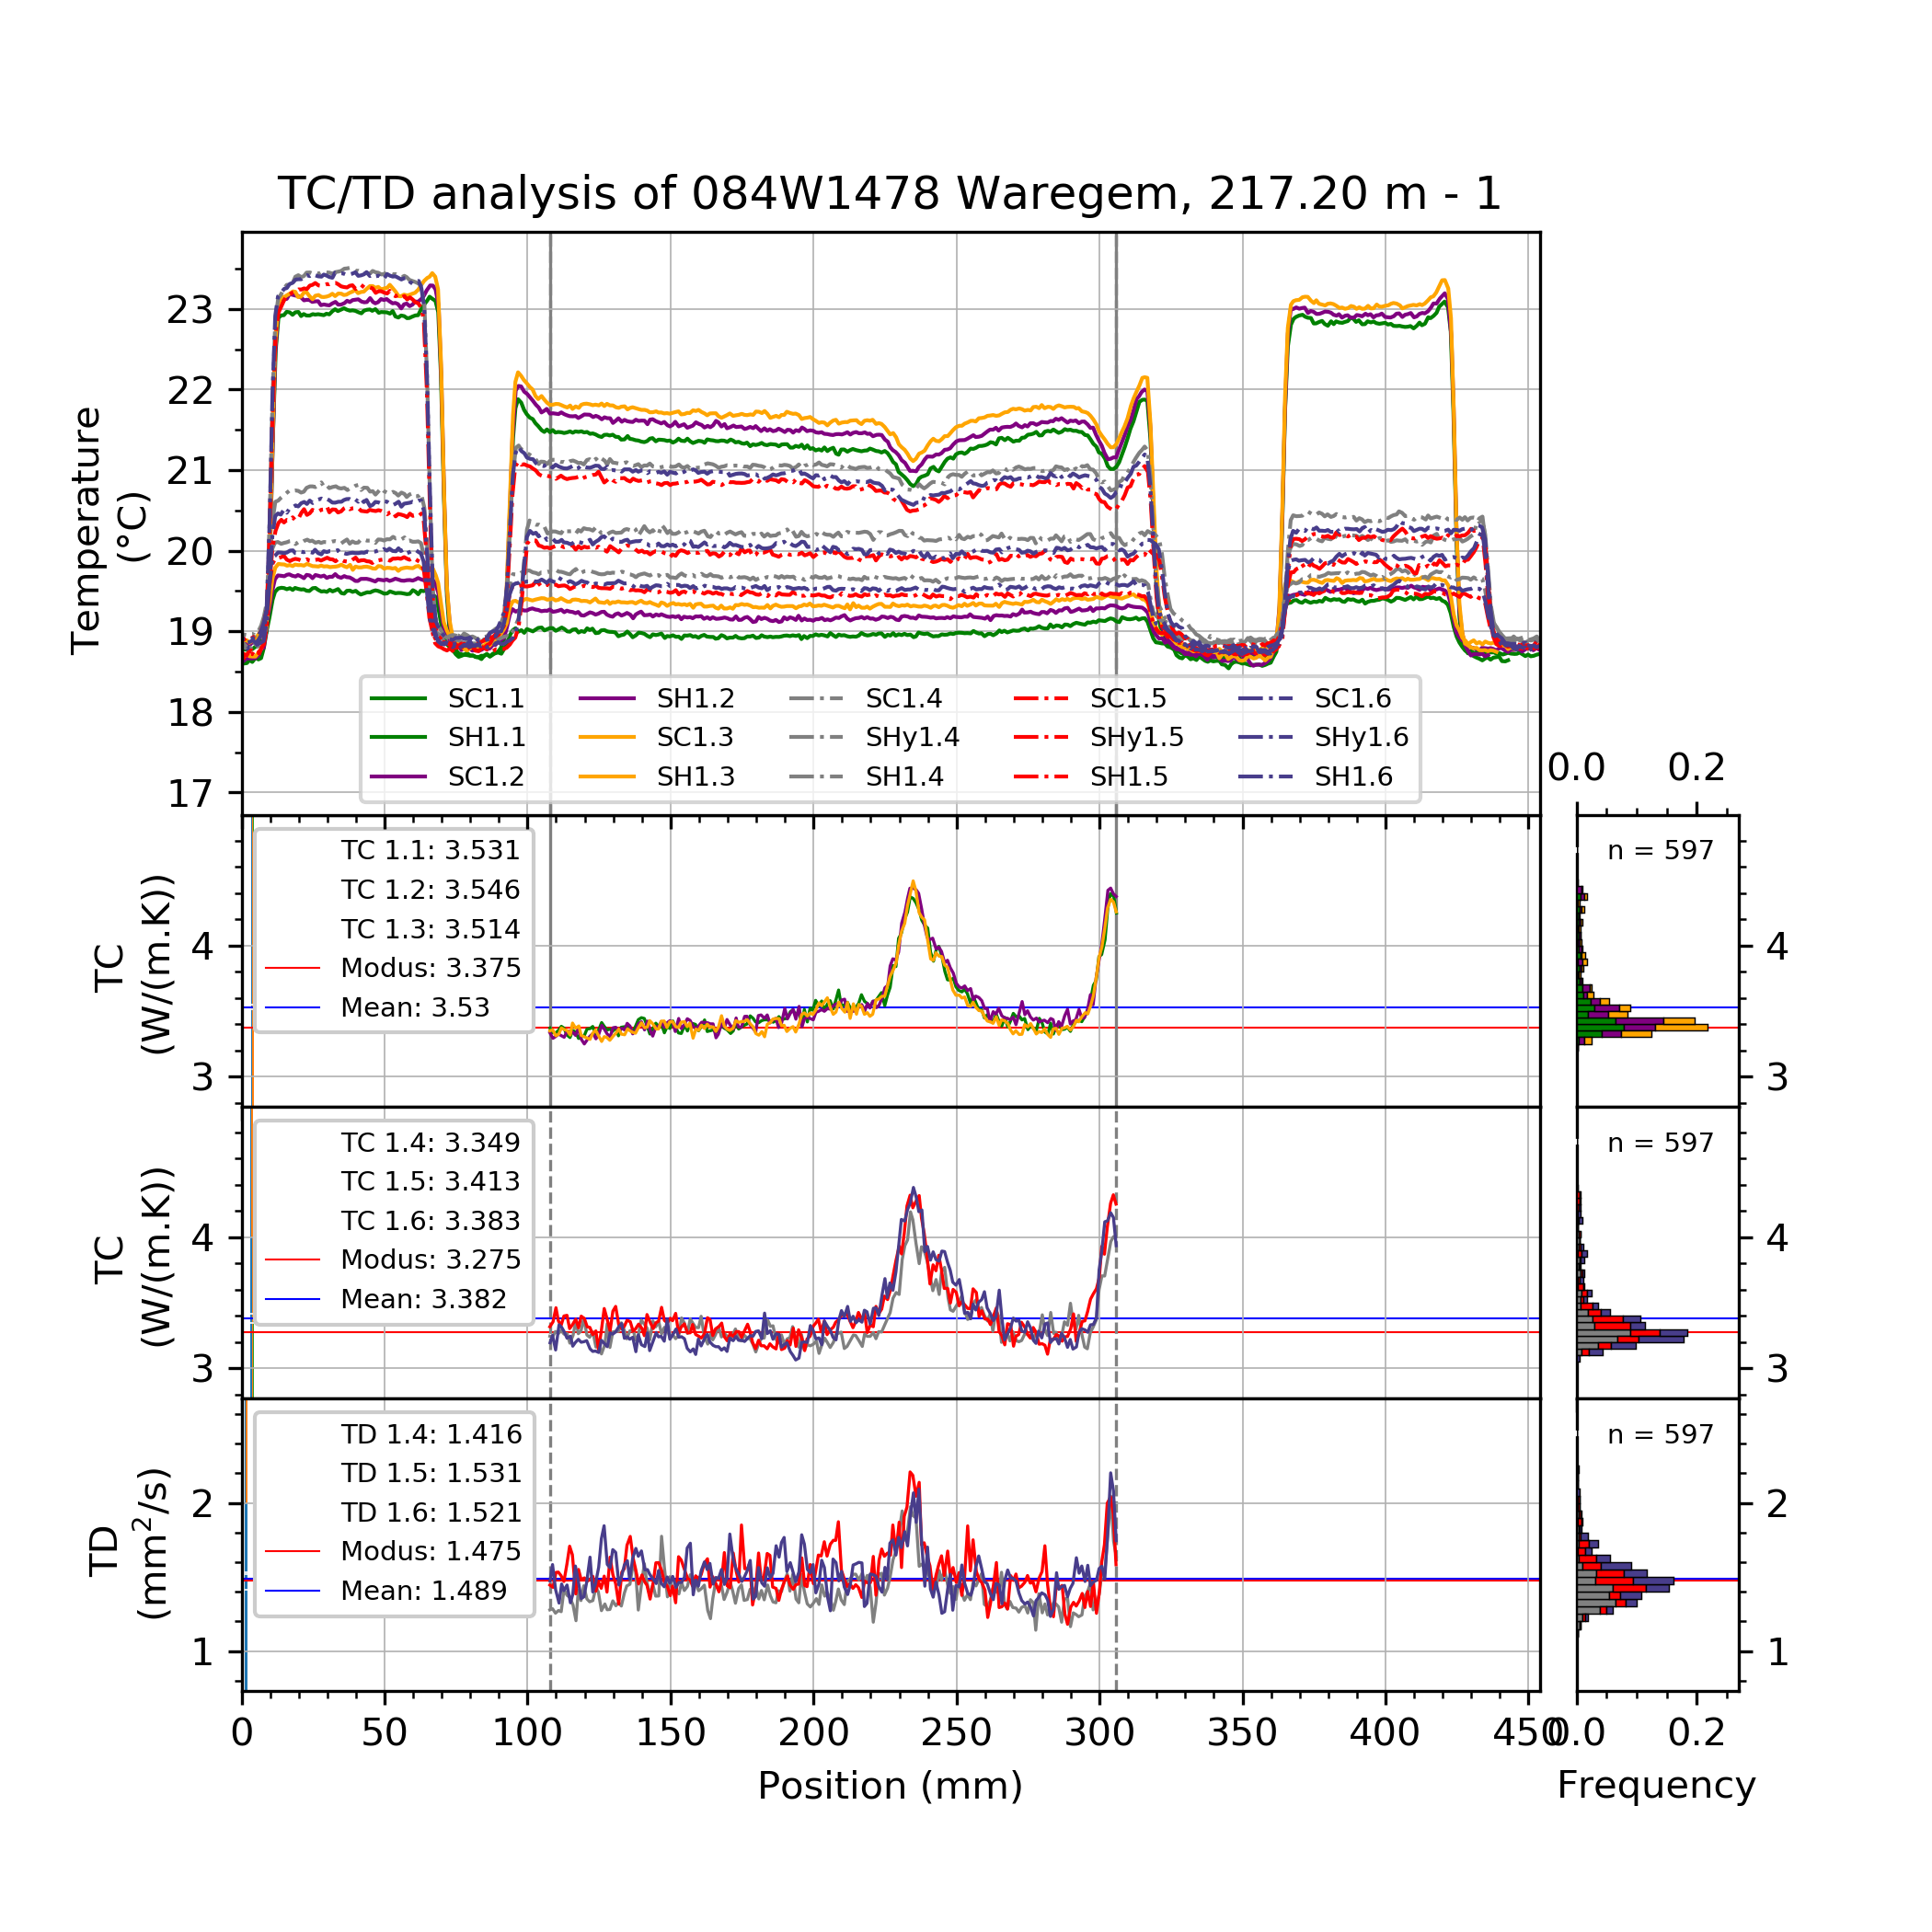 TC/TD analysis of 084W1478 Waregem, 217.20 m - 1
Temperature
(°C)
23
22
21
20
19
18
17
SC1.1 SH1.2 SC1.4 SC1.5 SC1.6
SH1.1 SC1.3 SHy1.4 SHy1.5 SHy1.6
SC1.2 SH1.3 SH1.4 SH1.5 SH1.6
0.0 0.2
TC
(W/(m.K))
4
3
TC 1.1: 3.531
TC 1.2: 3.546
TC 1.3: 3.514
Modus: 3.375
Mean: 3.53
n = 597
4
3
TC
(W/(m.K))
4
3
TC 1.4: 3.349
TC 1.5: 3.413
TC 1.6: 3.383
Modus: 3.275
Mean: 3.382
n = 597
4
3
TD
(mm²/s)
2
1
TD 1.4: 1.416
TD 1.5: 1.531
TD 1.6: 1.521
Modus: 1.475
Mean: 1.489
n = 597
2
1
0 50 100 150 200 250 300 350 400 450
0.0 0.2
Position (mm)
Frequency